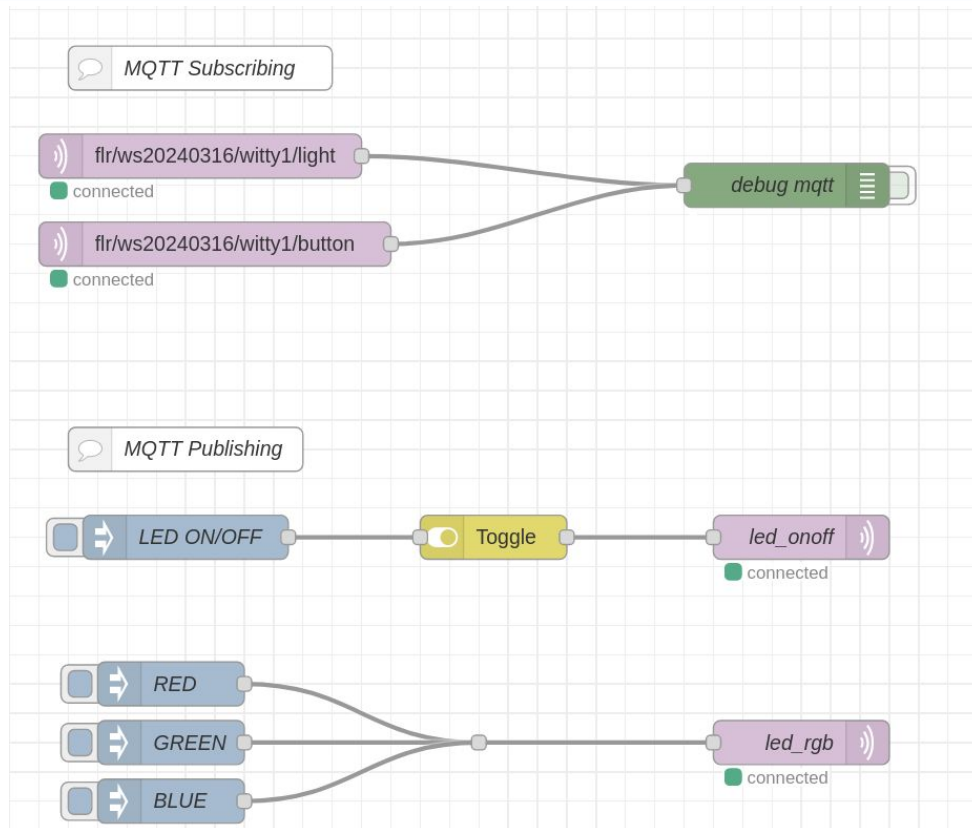 MQTT Subscribing
flr/ws20240316/witty1/light
connected
debug mqtt
flr/ws20240316/witty1/button
connected
MQTT Publishing
LED ON/OFF
Toggle
led_onoff
connected
RED
GREEN
led_rgb
connected
BLUE